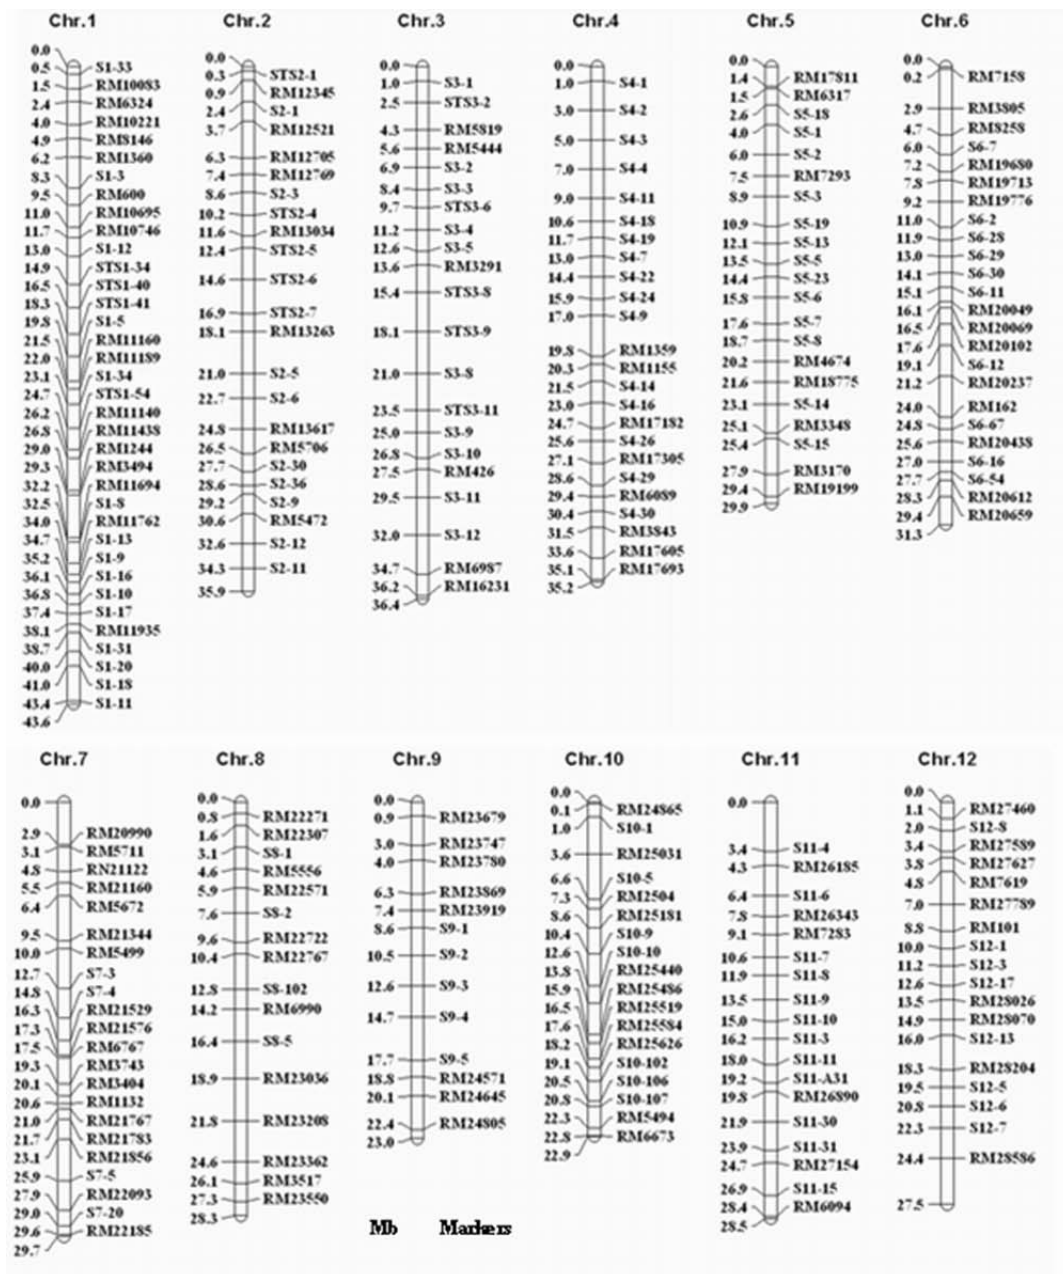 Chr.1
0.0
0.5 S1-33
1.5 RM10083
2.4 RM6324
4.0 RM10221
4.9 RM8146
6.2 RM1360
8.3 S1-3
9.5 RM600
11.0 RM10695
11.7 RM10746
13.0 S1-12
14.9 STS1-34
16.5 STS1-40
18.3 STS1-41
19.8 S1-5
21.5 RM11160
22.0 RM11189
23.1 S1-34
24.7 STS1-54
26.2 RM11140
26.8 RM11438
29.0 RM1244
29.3 RM3494
32.2 RM11694
32.5 S1-8
34.0 RM11762
34.7 S1-13
35.2 S1-9
36.1 S1-16
36.8 S1-10
37.4 S1-17
38.1 RM11935
38.7 S1-31
40.0 S1-20
41.0 S1-18
43.4 S1-11
43.6
Chr.2
0.0
0.3 STS2-1
0.9 RM12345
2.4 S2-1
3.7 RM12521
6.3 RM12705
7.4 RM12769
8.6 S2-3
10.2 STS2-4
11.6 RM13034
12.4 STS2-5
14.6 STS2-6
16.9 STS2-7
18.1 RM13263
21.0 S2-5
22.7 S2-6
24.8 RM13617
26.5 RM5706
27.7 S2-30
28.6 S2-36
29.2 S2-9
30.6 RM5472
32.6 S2-12
34.3 S2-11
35.9
Chr.3
0.0
1.0 S3-1
2.5 STS3-2
4.3 RM5819
5.6 RM5444
6.9 S3-2
8.4 S3-3
9.7 STS3-6
11.2 S3-4
12.6 S3-5
13.6 RM3291
15.4 STS3-8
18.1 STS3-9
21.0 S3-8
23.5 STS3-11
25.0 S3-9
26.8 S3-10
27.5 RM426
29.5 S3-11
32.0 S3-12
34.7 RM6987
36.2 RM16231
36.4
Chr.4
0.0
1.0 S4-1
3.0 S4-2
5.0 S4-3
7.0 S4-4
9.0 S4-11
10.6 S4-18
11.7 S4-19
13.0 S4-7
14.4 S4-22
15.9 S4-24
17.0 S4-9
19.8 RM1359
20.3 RM1155
21.5 S4-14
23.0 S4-16
24.7 RM17182
25.6 S4-26
27.1 RM17305
28.6 S4-29
29.4 RM6089
30.4 S4-30
31.5 RM3843
33.6 RM17605
35.1 RM17693
35.2
Chr.5
0.0
1.4 RM17811
1.5 RM6317
2.6 S5-18
4.0 S5-1
6.0 S5-2
7.5 RM7293
8.9 S5-3
10.9 S5-19
12.1 S5-13
13.5 S5-5
14.4 S5-23
15.8 S5-6
17.6 S5-7
18.7 S5-8
20.2 RM4674
21.6 RM18775
23.1 S5-14
25.1 RM3348
25.4 S5-15
27.9 RM3170
29.4 RM19199
29.9
Chr.6
0.0
0.2 RM7158
2.9 RM3805
4.7 RM8258
6.0 S6-7
7.2 RM19680
7.8 RM19713
9.2 RM19776
11.0 S6-2
11.9 S6-28
13.0 S6-29
14.1 S6-30
15.1 S6-11
16.1 RM20049
16.5 RM20069
17.6 RM20102
19.1 S6-12
21.2 RM20237
24.0 RM162
24.8 S6-67
25.6 RM20438
27.0 S6-16
27.7 S6-54
28.3 RM20612
29.4 RM20659
31.3
Chr.7
0.0
2.9 RM20990
3.1 RM5711
4.8 RN21122
5.5 RM21160
6.4 RM5672
9.5 RM21344
10.0 RM5499
12.7 S7-3
14.8 S7-4
16.3 RM21529
17.3 RM21576
17.5 RM6767
19.3 RM3743
20.1 RM3404
20.6 RM1132
21.0 RM21767
21.7 RM21783
23.1 RM21856
25.9 S7-5
27.9 RM22093
29.0 S7-20
29.6 RM22185
29.7
Chr.8
0.0
0.8 RM22271
1.6 RM22307
3.1 S8-1
4.6 RM5556
5.9 RM22571
7.6 S8-2
9.6 RM22722
10.4 RM22767
12.8 S8-102
14.2 RM6990
16.4 S8-5
18.9 RM23036
21.8 RM23208
24.6 RM23362
26.1 RM3517
27.3 RM23550
28.3
Chr.9
0.0
0.9 RM23679
3.0 RM23747
4.0 RM23780
6.3 RM23869
7.4 RM23919
8.6 S9-1
10.5 S9-2
12.6 S9-3
14.7 S9-4
17.7 S9-5
18.8 RM24571
20.1 RM24645
22.4 RM24805
23.0
Chr.10
0.0
0.1 RM24865
1.0 S10-1
3.6 RM25031
6.6 S10-5
7.3 RM2504
8.6 RM25181
10.4 S10-9
12.6 S10-10
13.8 RM25440
15.9 RM25486
16.5 RM25519
17.6 RM25584
18.2 RM25626
19.1 S10-102
20.5 S10-106
20.8 S10-107
22.3 RM5494
22.8 RM6673
22.9
Chr.11
0.0
3.4 S11-4
4.3 RM26185
6.4 S11-6
7.8 RM26343
9.1 RM7283
10.6 S11-7
11.9 S11-8
13.5 S11-9
15.0 S11-10
16.2 S11-3
18.0 S11-11
19.2 S11-A31
19.8 RM26890
21.9 S11-30
23.9 S11-31
24.7 RM27154
26.9 S11-15
28.4 RM6094
28.5
Chr.12
0.0
1.1 RM27460
2.0 S12-8
3.4 RM27589
3.8 RM27627
4.8 RM7619
7.0 RM27789
8.8 RM101
10.0 S12-1
11.2 S12-3
12.6 S12-17
13.5 RM28026
14.9 RM28070
16.0 S12-13
18.3 RM28204
19.5 S12-5
20.8 S12-6
22.3 S12-7
24.4 RM28586
27.5
Mb Markers